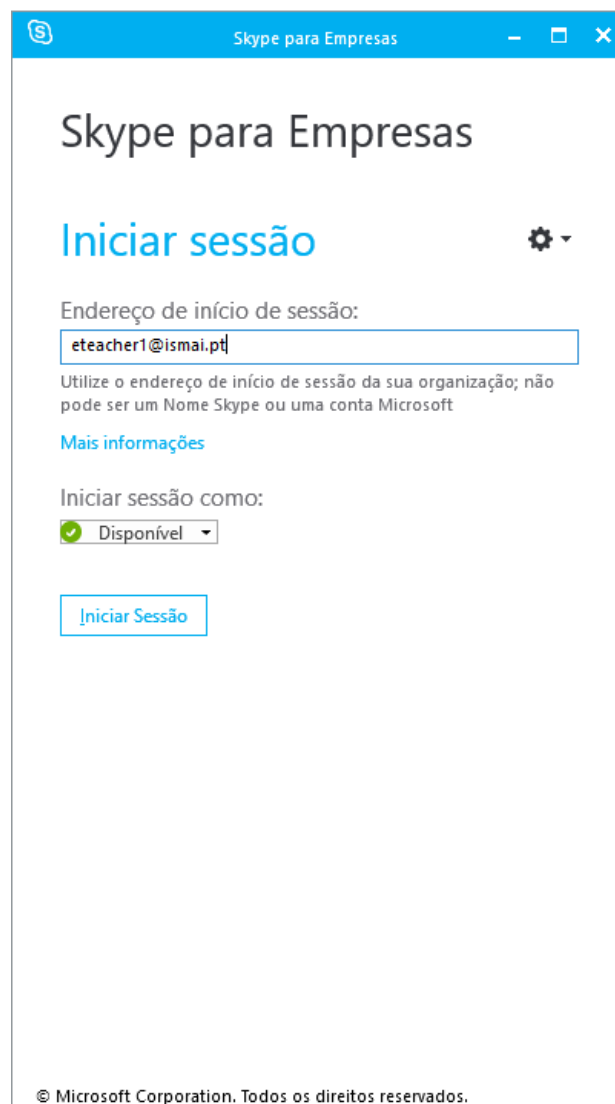 Skype para Empresas
Skype para Empresas
Iniciar sessão
Endereço de início de sessão:
eteacher1@ismai.pt
Utilize o endereço de início de sessão da sua organização; não
pode ser um Nome Skype ou uma conta Microsoft
Mais informações
Iniciar sessão como:
Disponível
Iniciar Sessão
© Microsoft Corporation. Todos os direitos reservados.